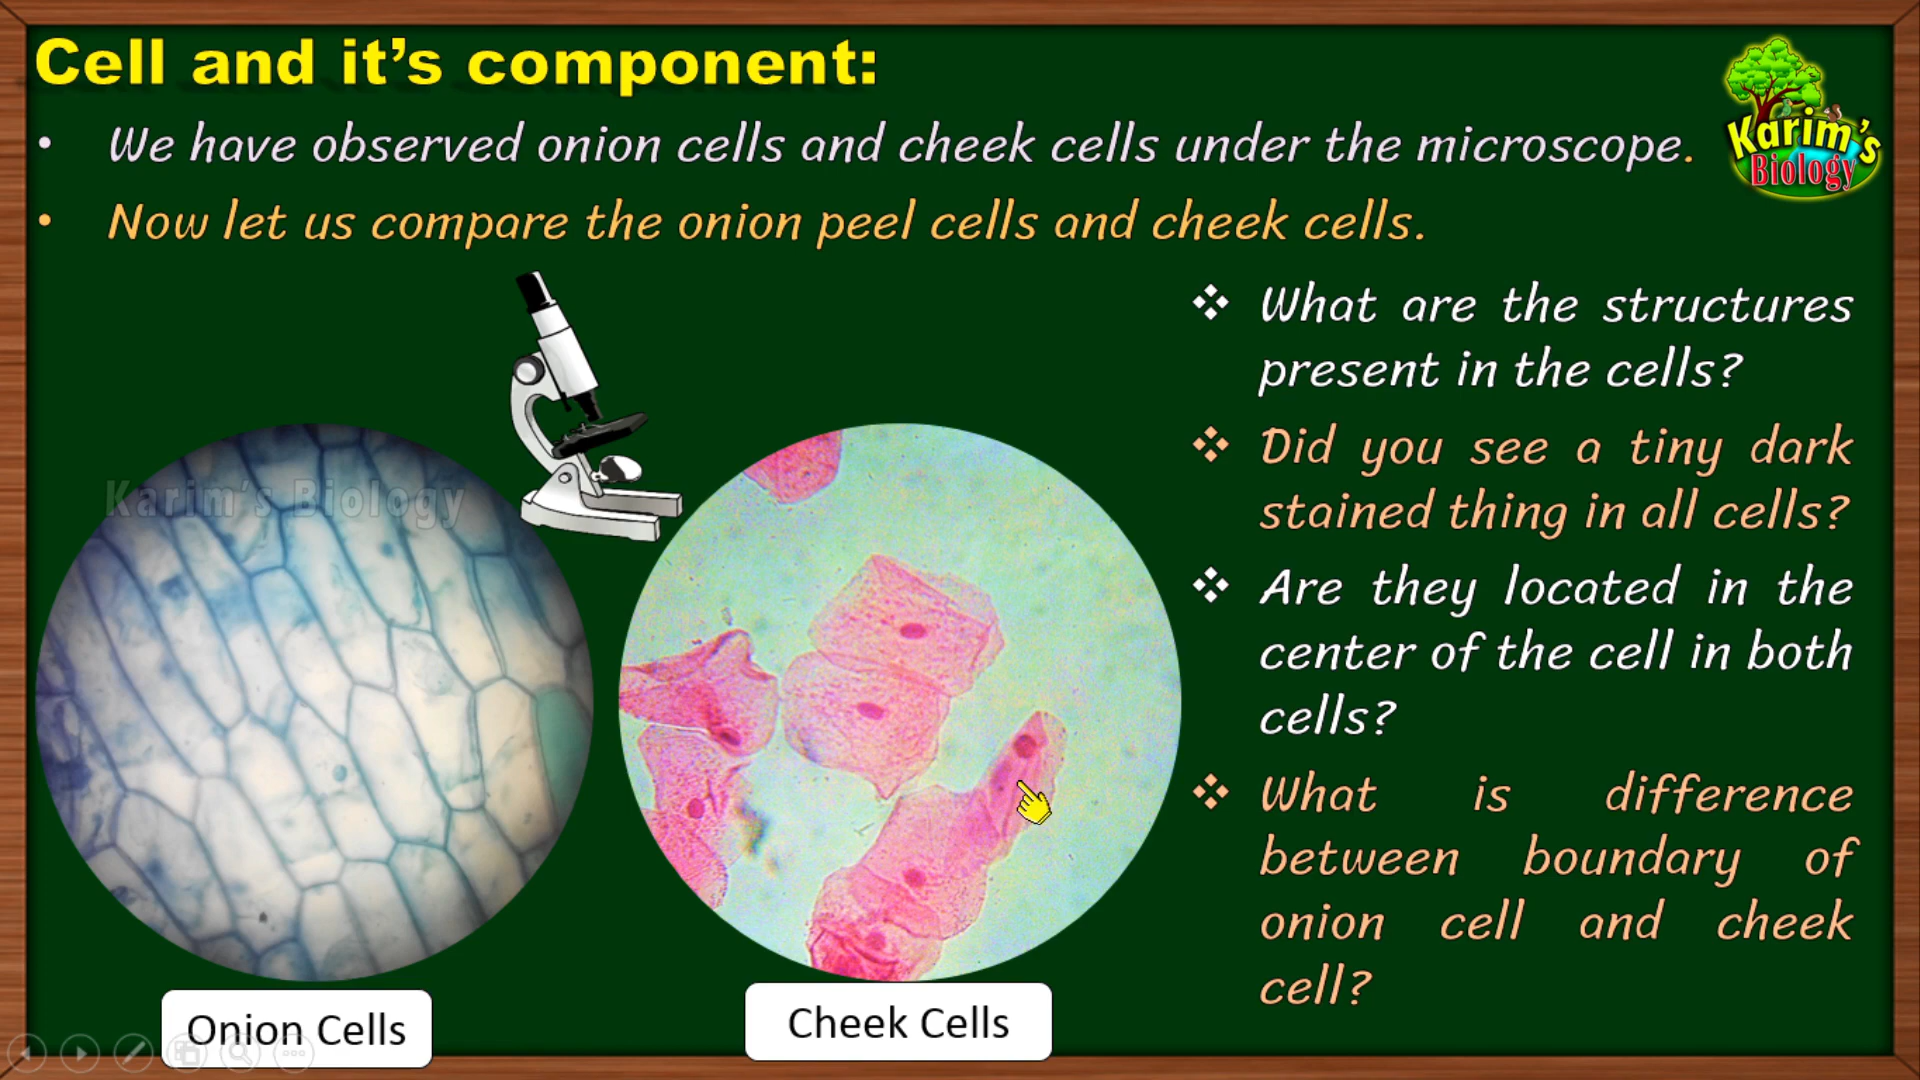 Cell and it's component:
• We have observed onion cells and cheek cells under the microscope.
• Now let us compare the onion peel cells and cheek cells.
Karim's
Biology
❖ What are the structures
present in the cells?
❖ Did you see a tiny dark
stained thing in all cells?
❖ Are they located in the
center of the cell in both
cells?
❖ What is difference
between boundary of
onion cell and cheek
cell?
Karim's Biology
Onion Cells
Cheek Cells